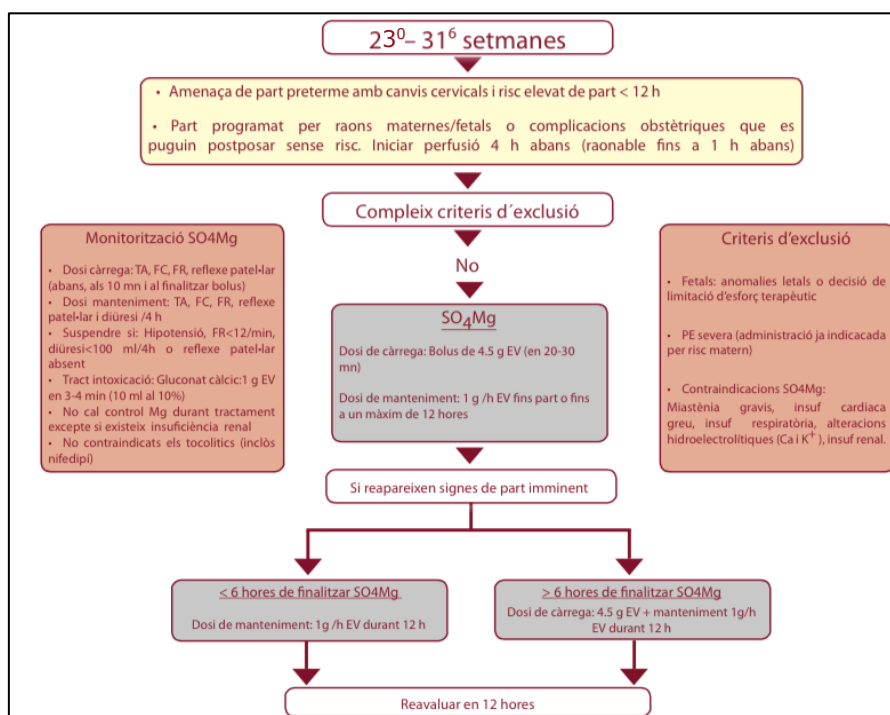 23⁰– 31⁶ setmanes
• Amenaça de part preterme amb canvis cervicals i risc elevat de part < 12 h
• Part programat per raons maternes/fetals o complicacions obstètriques que es
puguin postposar sense risc. Iniciar perfusió 4 h abans (raonable fins a 1 h abans)
Compleix criteris d´exclusió
No
Monitorització SO4Mg
• Dosi càrrega: TA, FC, FR, reflexe patel•lar
(abans, als 10 mn i al finalitzar bolus)
• Dosi manteniment: TA, FC, FR, reflexe
patel•lar i diüresi /4 h
• Suspendre si: Hipotensió, FR<12/min,
diüresi<100 ml/4h o reflexe patel•lar
absent
• Tract intoxicació: Gluconat càlcic:1 g EV
en 3-4 min (10 ml al 10%)
• No cal control Mg durant tractament
excepte si existeix insuficiència renal
• No contraindicats els tocolitics (inclòs
nifedipí)
SO₄Mg
Dosi de càrrega: Bolus de 4.5 g EV (en 20-30
mn)
Dosi de manteniment: 1 g /h EV fins part o fins
a un màxim de 12 hores
Criteris d'exclusió
• Fetals: anomalies letals o decisió de
limitació d'esforç terapèutic
• PE severa (administració ja indicacada
per risc matern)
• Contraindicacions SO4Mg:
Miastènia gravis, insuf cardiaca
greu, insuf respiratòria, alteracions
hidroelectrolítiques (Ca i K⁺), insuf renal.
Si reapareixen signes de part imminent
< 6 hores de finalitzar SO4Mg
Dosi de manteniment: 1g /h EV durant 12 h
> 6 hores de finalitzar SO4Mg
Dosi de càrrega: 4.5 g EV + manteniment 1g/h
EV durant 12 h
Reavaluar en 12 hores